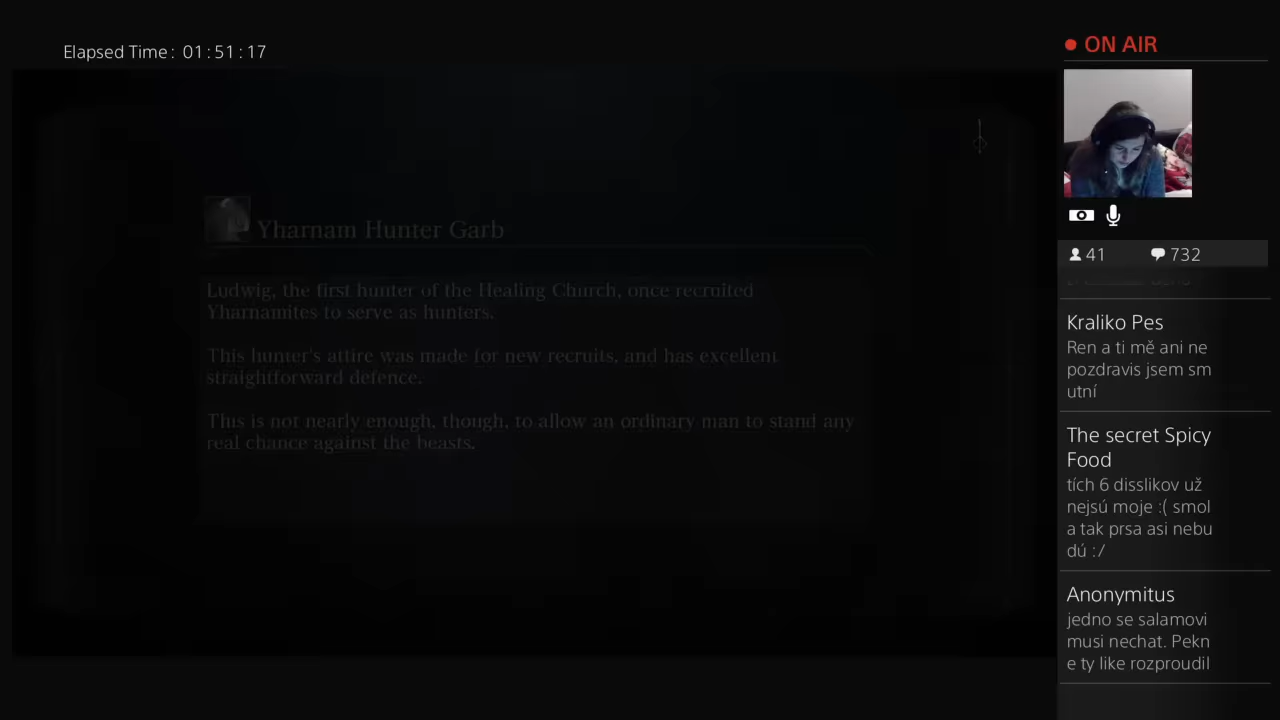 Elapsed Time: 01:51:17
ON AIR
Yharnam Hunter Garb
Ludwig, the first hunter of the Healing Church, once recruited
Yharnamites to serve as hunters.
This hunter's attire was made for new recruits, and has excellent
straightforward defence.
This is not nearly enough, though, to allow an ordinary man to stand any
real chance against the beasts.
41 732
Kraliko Pes
Ren a ti mě ani ne
pozdravis jsem sm
utní
The secret Spicy
Food
tích 6 disslikov už
nejsú moje :( smol
a tak prsa asi nebu
dú :/
Anonymitus
jedno se salamovi
musi nechat. Pekn
e ty like rozproudil